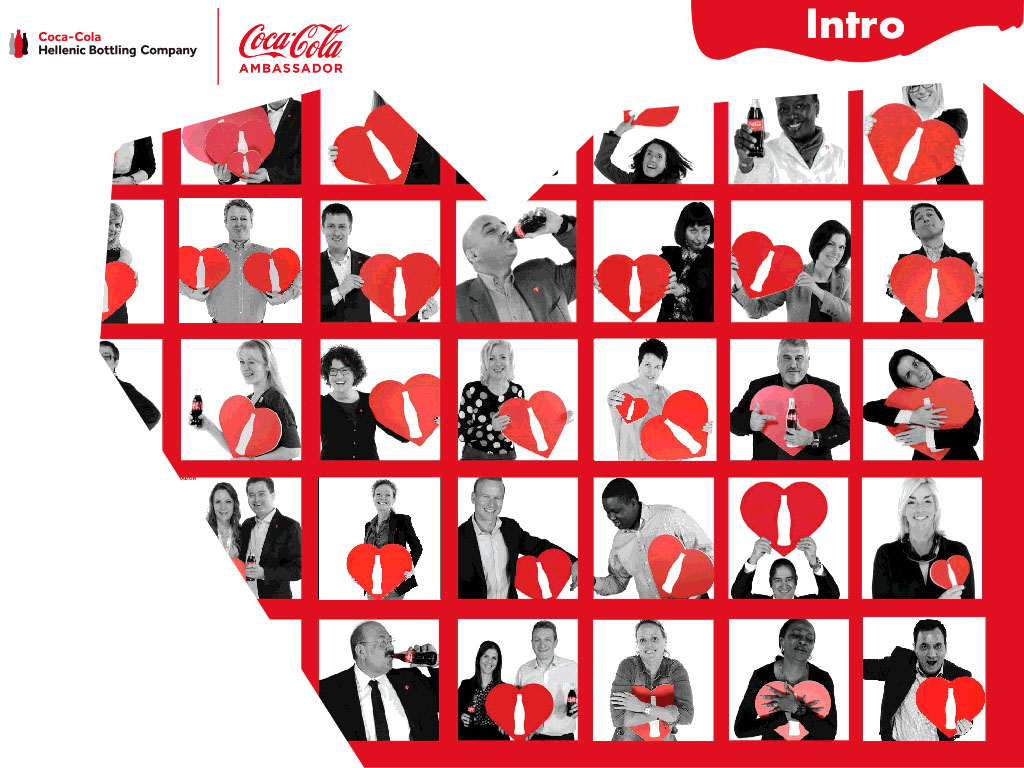 Coca-Cola
Hellenic Bottling Company
Coca-Cola
AMBASSADOR
Intro